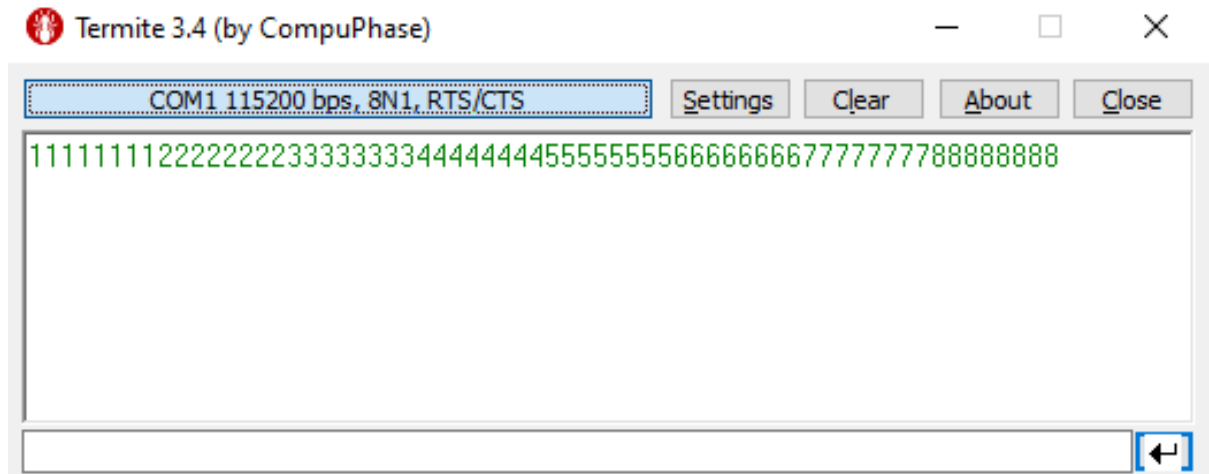 Termite 3.4 (by CompuPhase)
COM1 115200 bps, 8N1, RTS/CTS Settings Clear About Close
1111111122222222333333334444444455555555666666667777777788888888